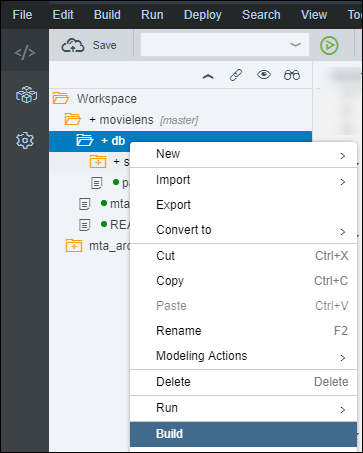 File Edit Build Run Deploy Search View
Save
Workspace
+ movielens [master]
+ db
+ s
New
pa
Import
mta
Export
REA
Convert to
mta_arc
Cut Ctrl+X
Copy Ctrl+C
Paste Ctrl+V
Rename F2
Modeling Actions
Delete Delete
Run
Build